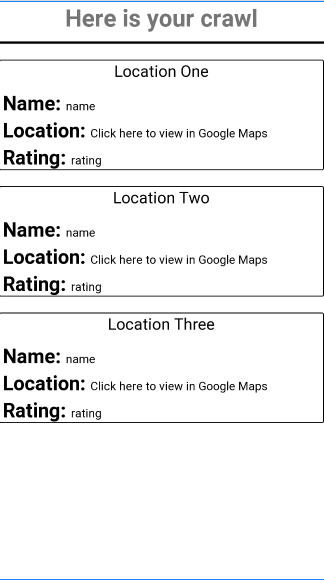 Here is your crawl
Location One
Name: name
Location: Click here to view in Google Maps
Rating: rating
Location Two
Name: name
Location: Click here to view in Google Maps
Rating: rating
Location Three
Name: name
Location: Click here to view in Google Maps
Rating: rating